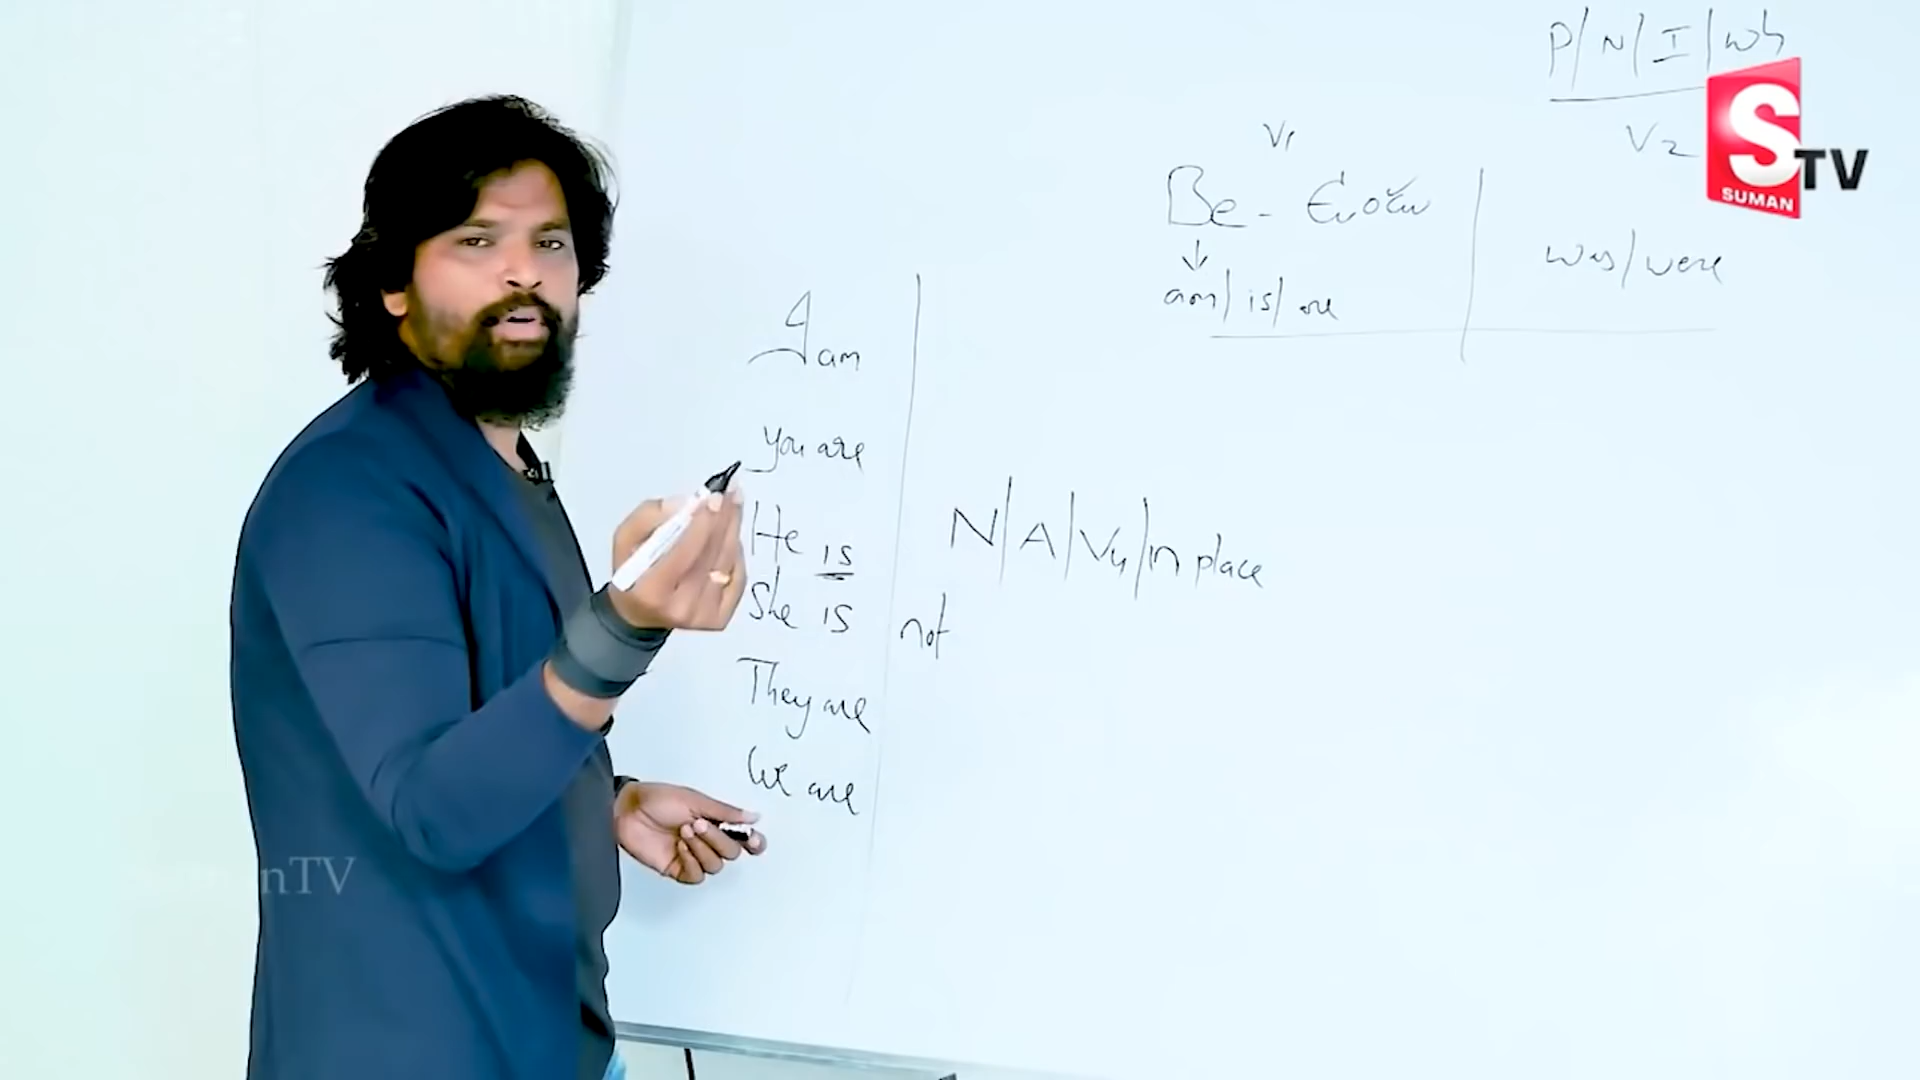 P/N/I/Wh
V1
V2
S
TV
SUMAN
Be - ఉండు
was/were
am/is/are
I am
You are
N/A/V4/in place
He is
She is
not
They are
We are
nTV